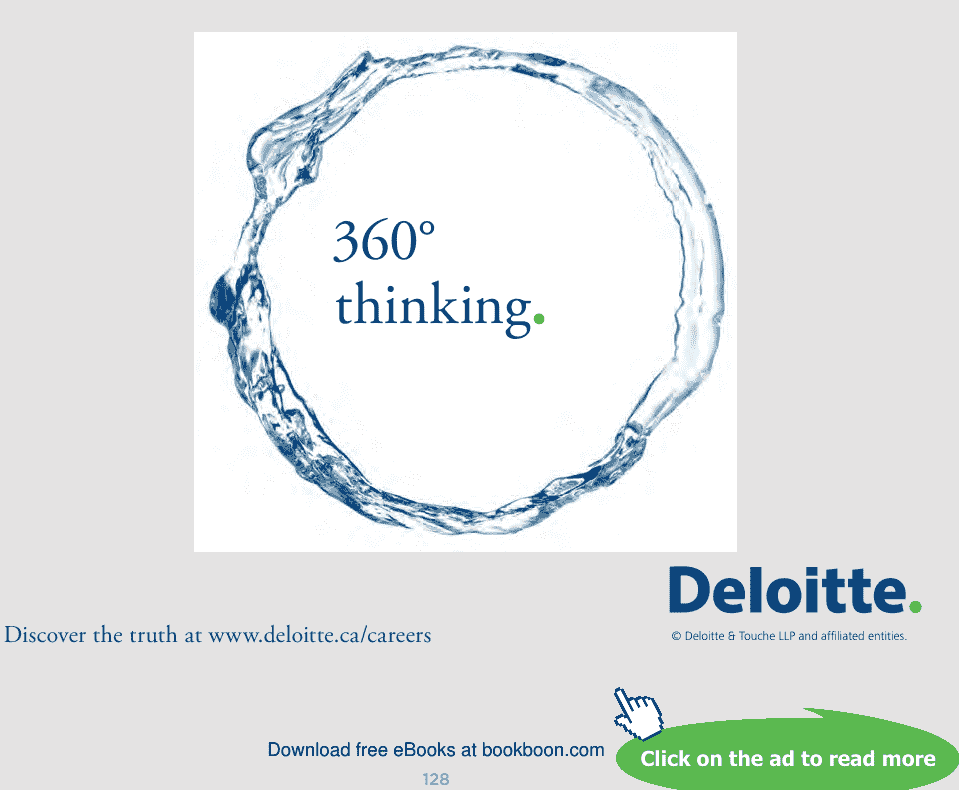 360°
thinking.
Deloitte.
Discover the truth at www.deloitte.ca/careers
© Deloitte & Touche LLP and affiliated entities.
Download free eBooks at bookboon.com
Click on the ad to read more
128